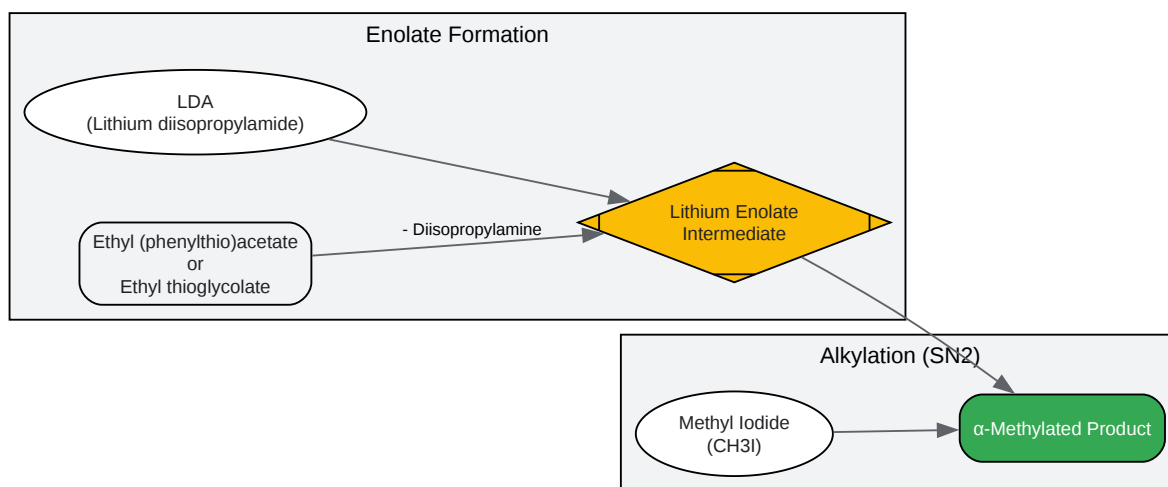 Enolate Formation
LDA
(Lithium diisopropylamide)
Ethyl (phenylthio)acetate
or
Ethyl thioglycolate
- Diisopropylamine
Lithium Enolate
Intermediate
Alkylation (SN2)
Methyl Iodide
(CH3I)
α-Methylated Product